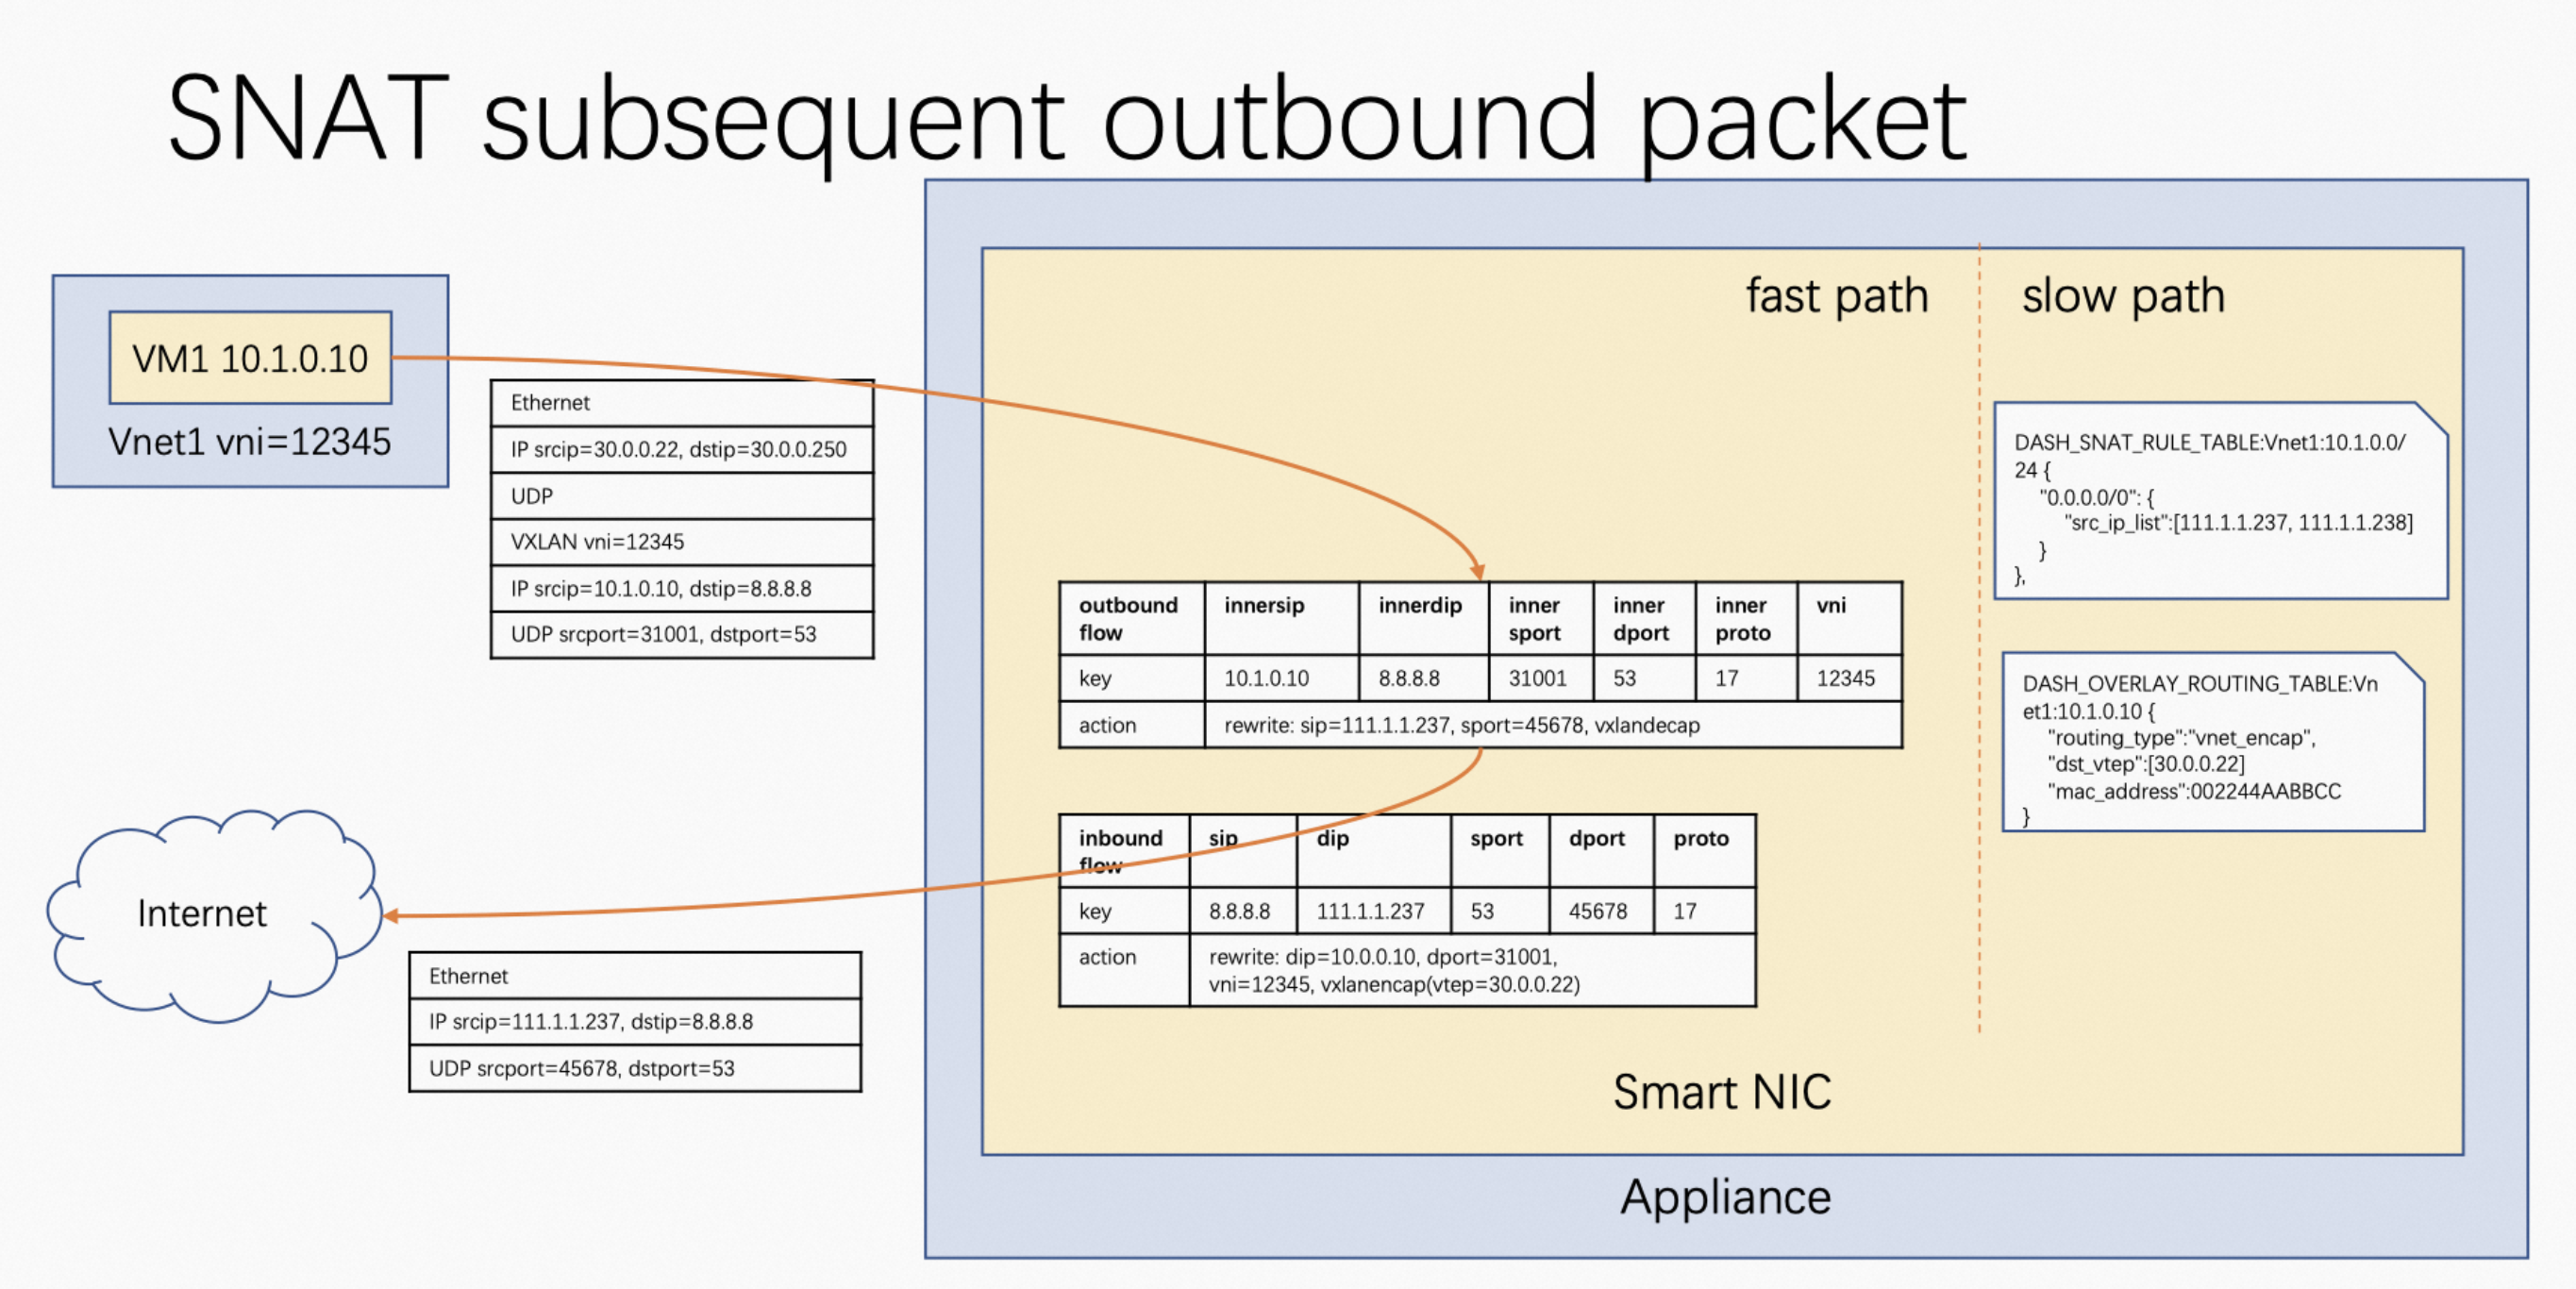 SNAT subsequent outbound packet
VM1 10.1.0.10
Vnet1 vni=12345
Ethernet
IP srcip=30.0.0.22, dstip=30.0.0.250
UDP
VXLAN vni=12345
IP srcip=10.1.0.10, dstip=8.8.8.8
UDP srcport=31001, dstport=53
fast path
slow path
outbound flow innersip innerdip inner sport inner dport inner proto vni
key 10.1.0.10 8.8.8.8 31001 53 17 12345
action rewrite: sip=111.1.1.237, sport=45678, vxlandecap
inbound flow sip dip sport dport proto
key 8.8.8.8 111.1.1.237 53 45678 17
action rewrite: dip=10.0.0.10, dport=31001,
vni=12345, vxlanencap(vtep=30.0.0.22)
DASH_SNAT_RULE_TABLE:Vnet1:10.1.0.0/
24 {
"0.0.0.0/0": {
"src_ip_list":[111.1.1.237, 111.1.1.238]
}
},
DASH_OVERLAY_ROUTING_TABLE:Vn
et1:10.1.0.10 {
"routing_type":"vnet_encap",
"dst_vtep":[30.0.0.22]
"mac_address":002244AABBCC
}
Internet
Ethernet
IP srcip=111.1.1.237, dstip=8.8.8.8
UDP srcport=45678, dstport=53
Smart NIC
Appliance